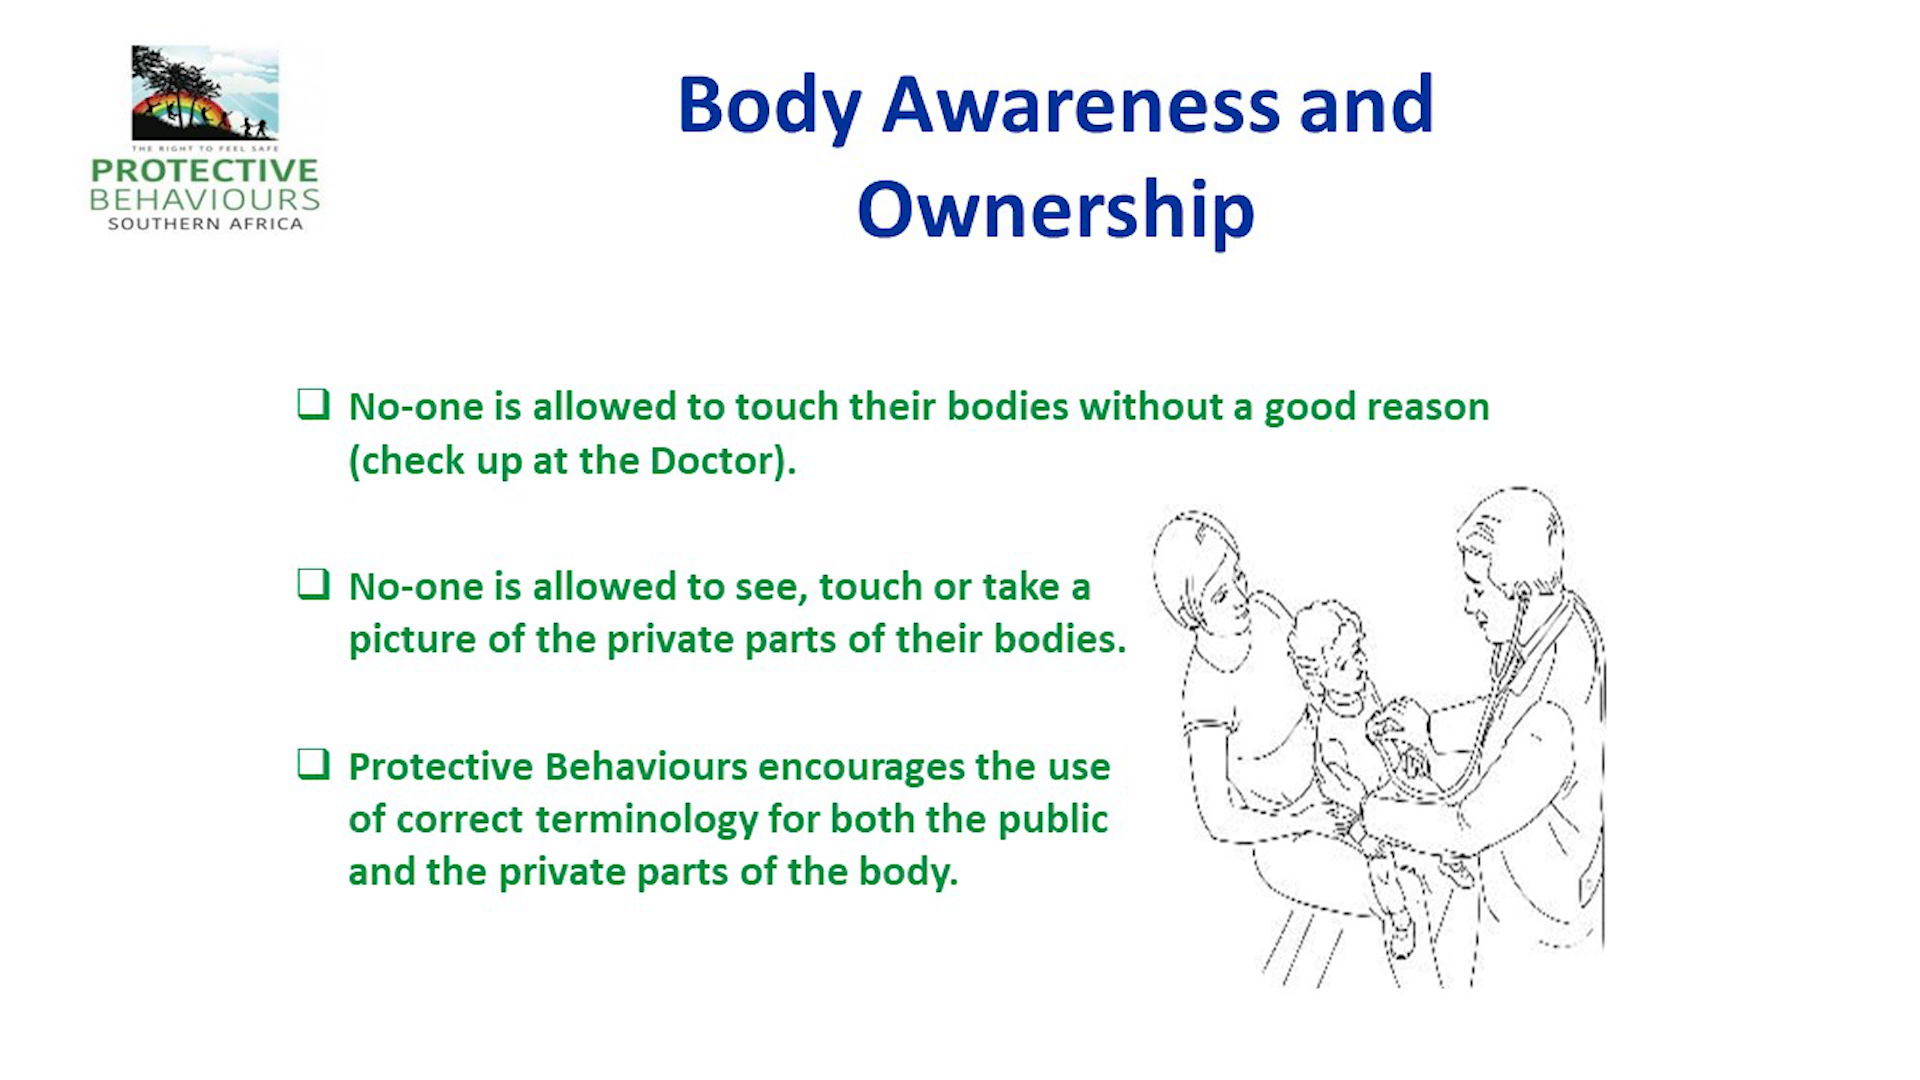 THE RIGHT TO FEEL SAFE
PROTECTIVE
BEHAVIOURS
SOUTHERN AFRICA
Body Awareness and
Ownership
No-one is allowed to touch their bodies without a good reason
(check up at the Doctor).
No-one is allowed to see, touch or take a
picture of the private parts of their bodies.
Protective Behaviours encourages the use
of correct terminology for both the public
and the private parts of the body.